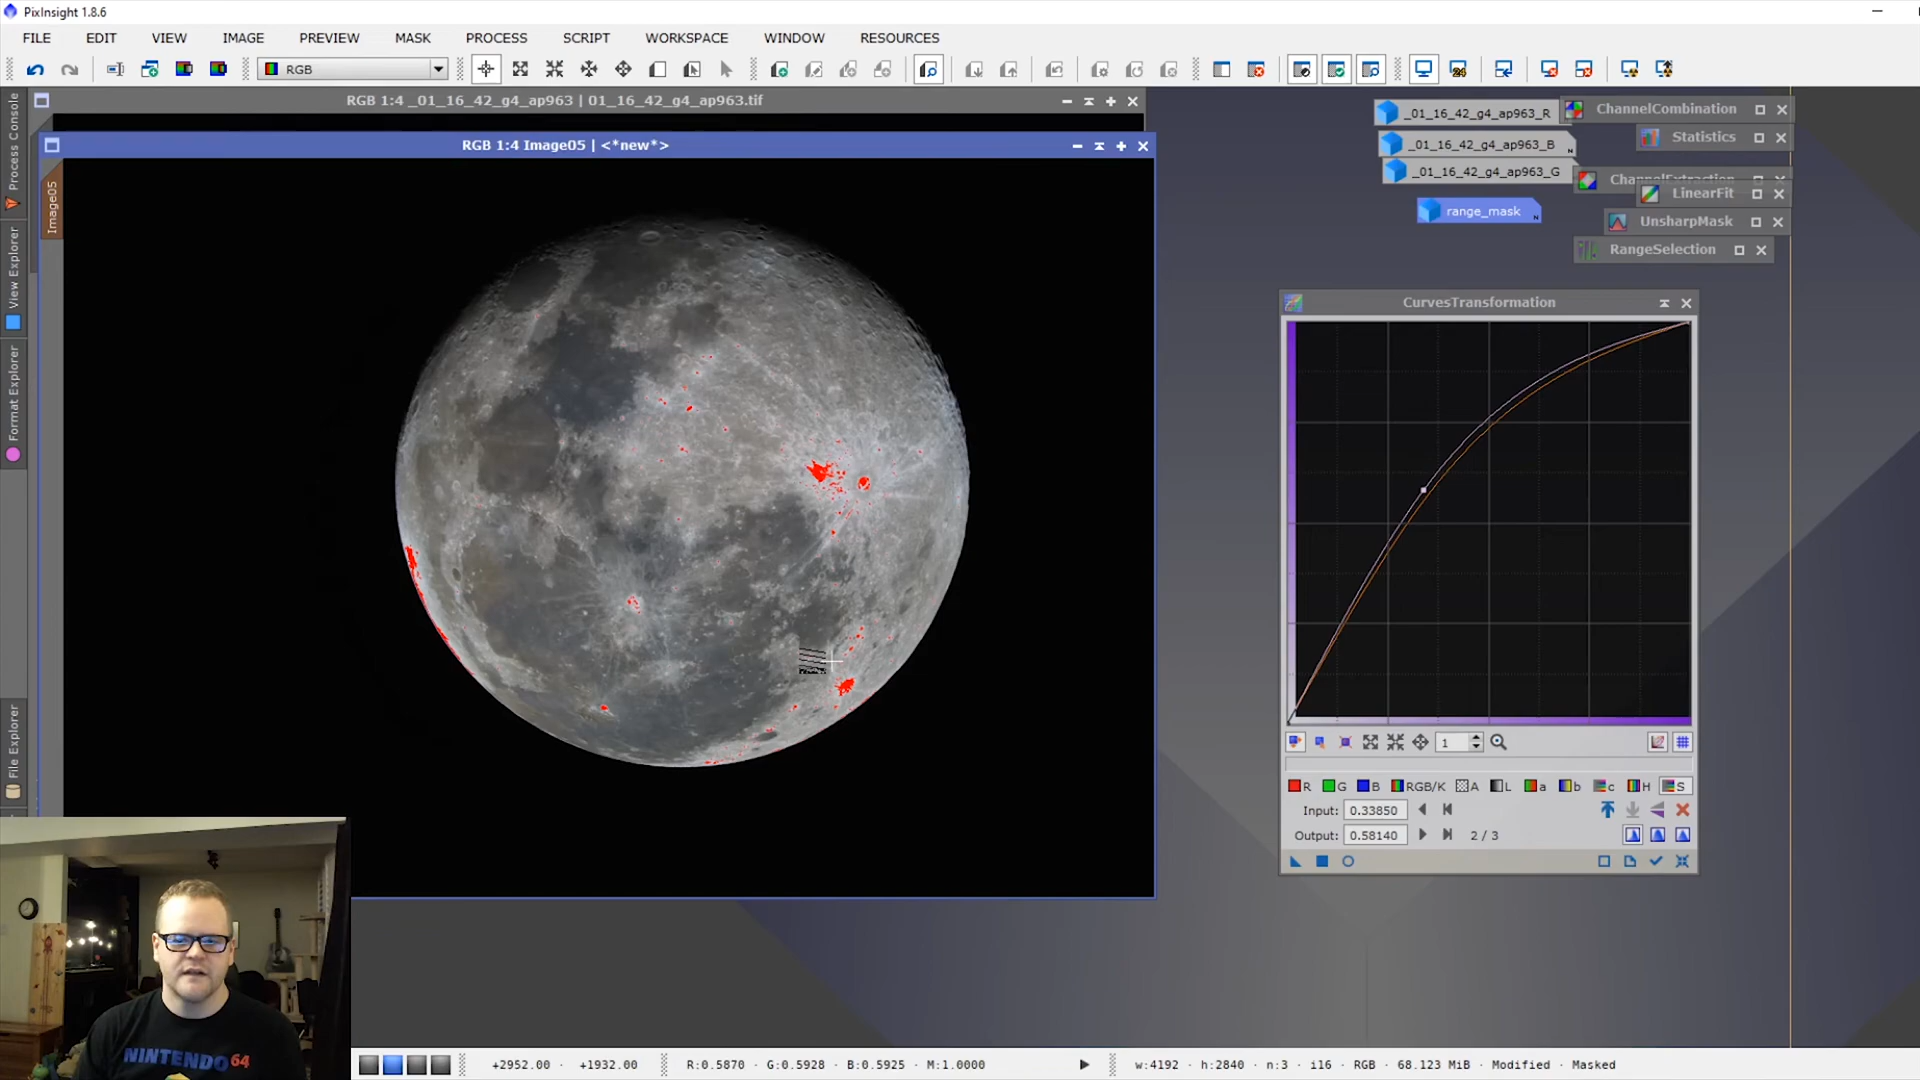 PixInsight 1.8.6
FILE EDIT VIEW IMAGE PREVIEW MASK PROCESS SCRIPT WORKSPACE WINDOW RESOURCES
RGB
24
RGB 1:4 _01_16_42_g4_ap963 | 01_16_42_g4_ap963.tif
RGB 1:4 Image05 | <*new*>
Process Console
View Explorer
Format Explorer
File Explorer
Image05
_01_16_42_g4_ap963_R
_01_16_42_g4_ap963_B
_01_16_42_g4_ap963_G
range_mask
ChannelCombination
Statistics
ChannelExtraction
LinearFit
UnsharpMask
RangeSelection
CurvesTransformation
1
R G B RGB/K A L a b c H S
Input: 0.33850
Output: 0.58140 2 / 3
NINTENDO 64
+2952.00 · +1932.00 · R:0.5870 · G:0.5928 · B:0.5925 · M:1.0000
w:4192 · h:2840 · n:3 · i16 · RGB · 68.123 MiB · Modified · Masked